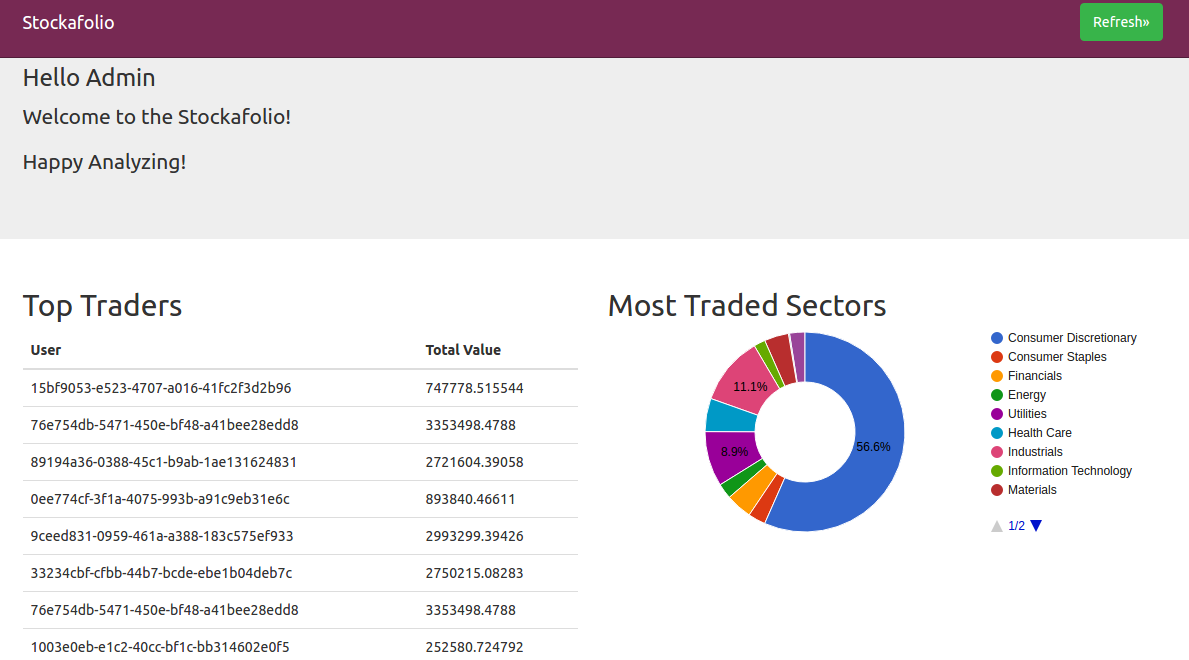 Stockafolio
Refresh»
Hello Admin
Welcome to the Stockafolio!
Happy Analyzing!
Top Traders
User Total Value
15bf9053-e523-4707-a016-41fc2f3d2b96 747778.515544
76e754db-5471-450e-bf48-a41bee28edd8 3353498.4788
89194a36-0388-45c1-b9ab-1ae131624831 2721604.39058
0ee774cf-3f1a-4075-993b-a91c9eb31e6c 893840.46611
9ceed831-0959-461a-a388-183c575ef933 2993299.39426
33234cbf-cfbb-44b7-bcde-ebe1b04deb7c 2750215.08283
76e754db-5471-450e-bf48-a41bee28edd8 3353498.4788
1003e0eb-e1c2-40cc-bf1c-bb314602e0f5 252580.724792
Most Traded Sectors
11.1%
8.9%
56.6%
Consumer Discretionary
Consumer Staples
Financials
Energy
Utilities
Health Care
Industrials
Information Technology
Materials
1/2